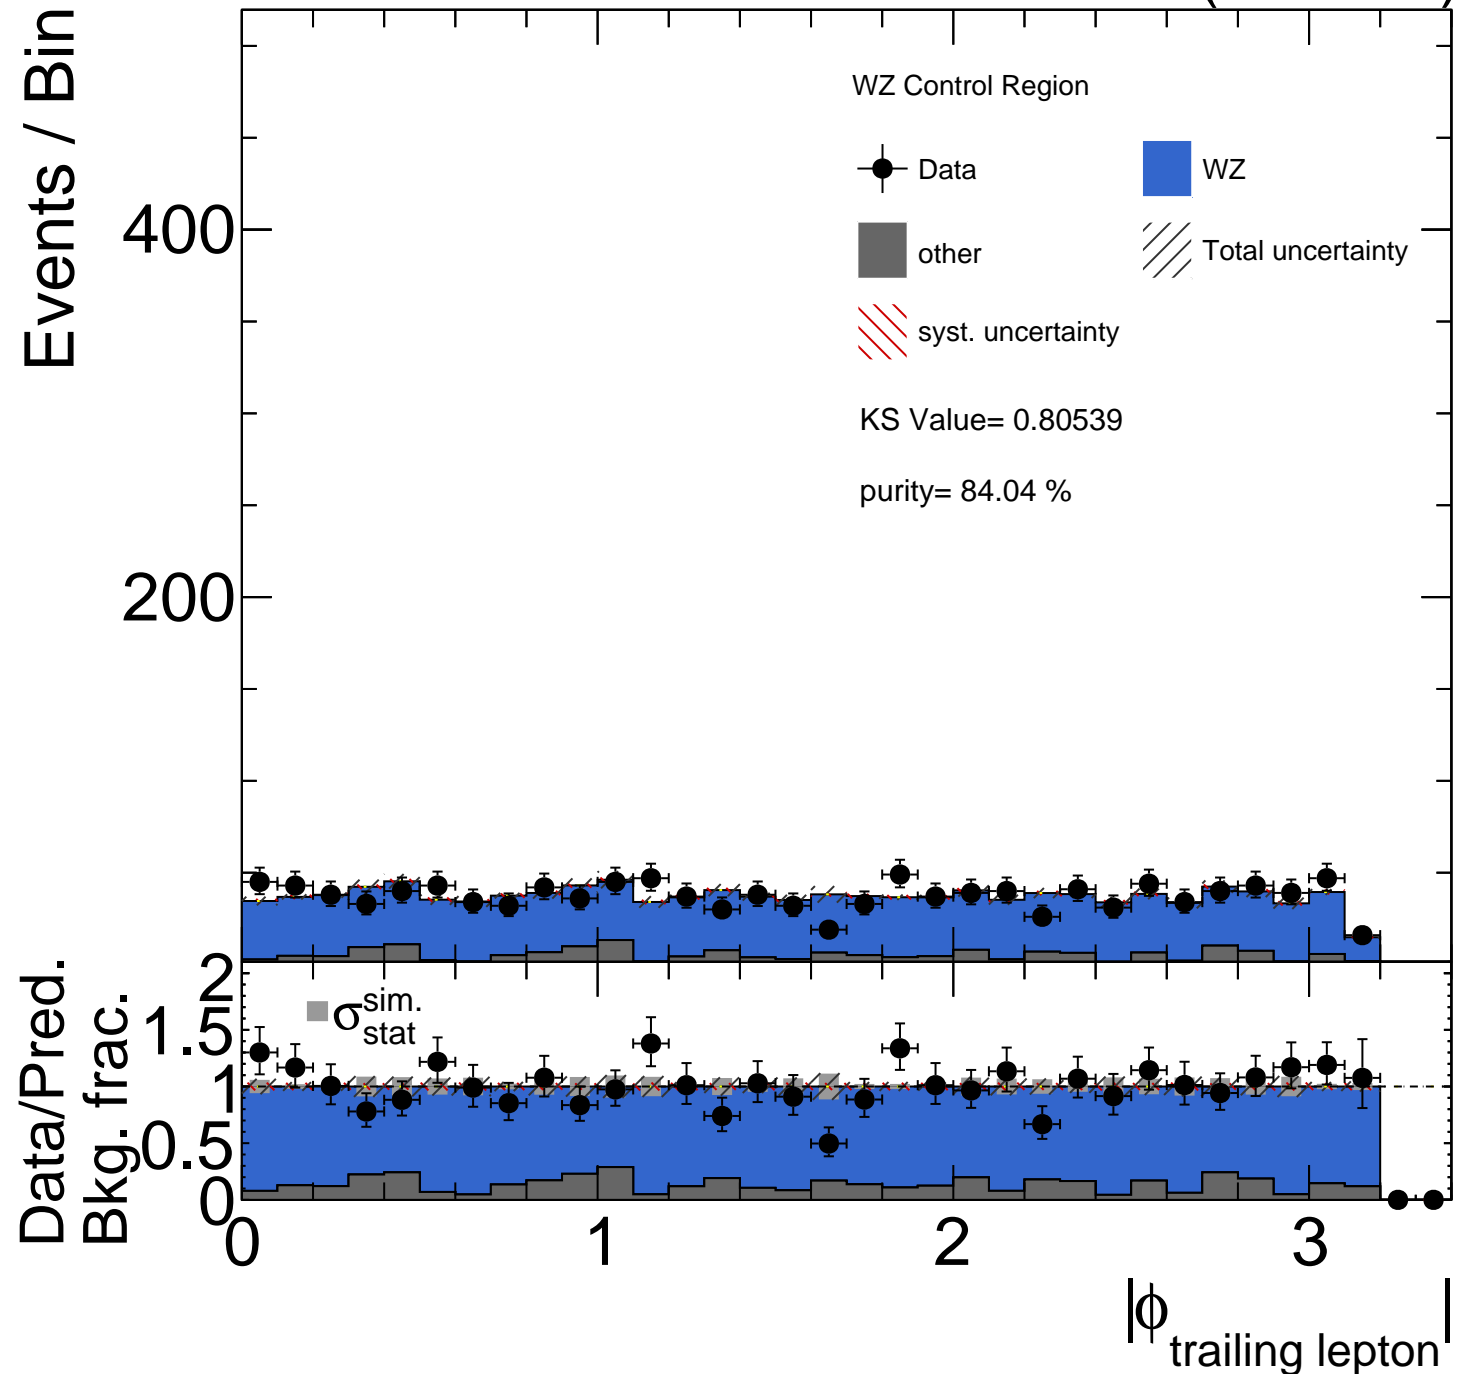 Events / Bin
400
200
WZ Control Region
Data
WZ
other
Total uncertainty
syst. uncertainty
KS Value= 0.80539
purity= 84.04 %
Data/Pred.
Bkg. frac.
2
1.5
1
0.5
0
σ sim. stat
0 1 2 3
|ϕ trailing lepton|